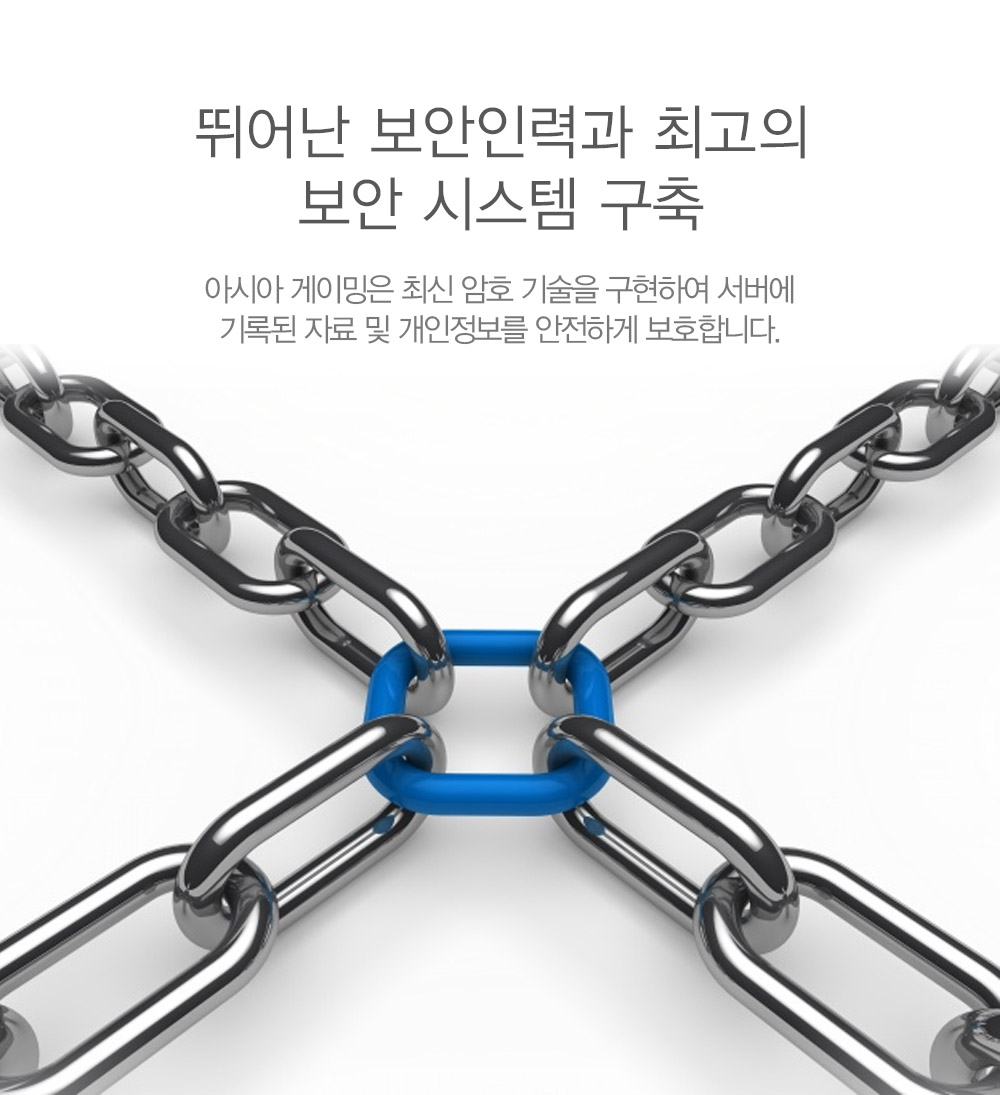 뛰어난 보안인력과 최고의
보안 시스템 구축
아시아 게이밍은 최신 암호 기술을 구현하여 서버에
기록된 자료 및 개인정보를 안전하게 보호합니다.